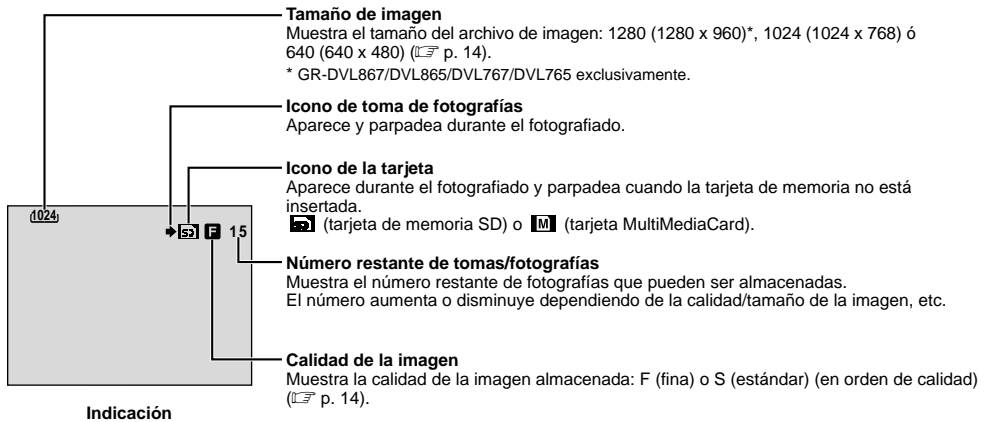 Tamaño de imagen
Muestra el tamaño del archivo de imagen: 1280 (1280 x 960)*, 1024 (1024 x 768) ó
640 (640 x 480) (☞ p. 14).
* GR-DVL867/DVL865/DVL767/DVL765 exclusivamente.
Icono de toma de fotografías
Aparece y parpadea durante el fotografiado.
Icono de la tarjeta
Aparece durante el fotografiado y parpadea cuando la tarjeta de memoria no está
insertada.
SD (tarjeta de memoria SD) o M (tarjeta MultiMediaCard).
1024
SD F 15
Número restante de tomas/fotografías
Muestra el número restante de fotografías que pueden ser almacenadas.
El número aumenta o disminuye dependiendo de la calidad/tamaño de la imagen, etc.
Calidad de la imagen
Muestra la calidad de la imagen almacenada: F (fina) o S (estándar) (en orden de calidad)
(☞ p. 14).
Indicación